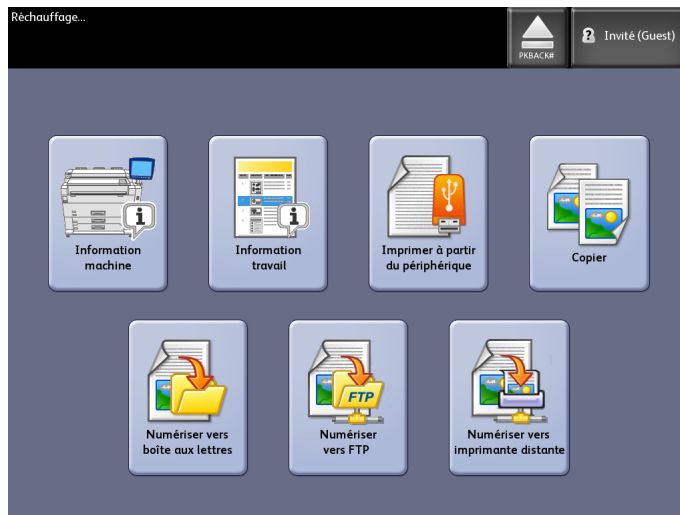 Réchauffage...
PKBACK#
Invité (Guest)
Information
machine
Information
travail
Imprimer à partir
du périphérique
Copier
Numériser vers
boîte aux lettres
FTP
Numériser
vers FTP
Numériser vers
imprimante distante